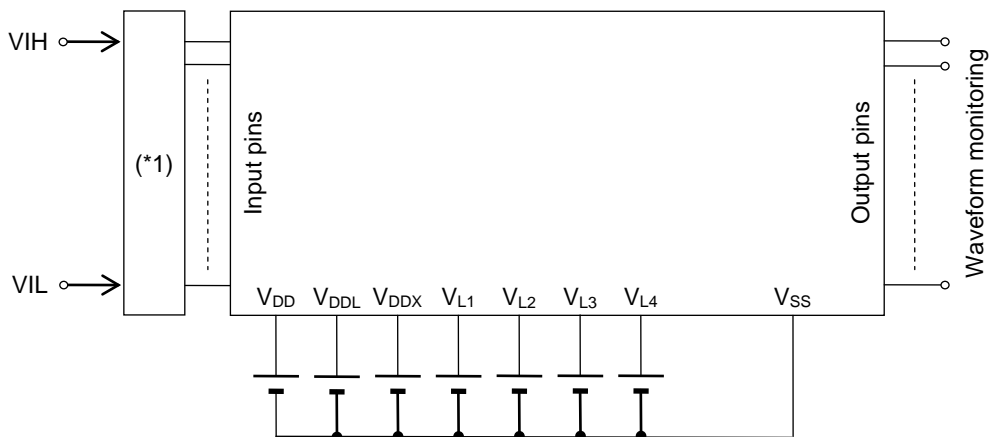 VIH
(*1)
VIL
Input pins
Output pins
Waveform monitoring
VDD VDDL VDDX VL1 VL2 VL3 VL4 VSS